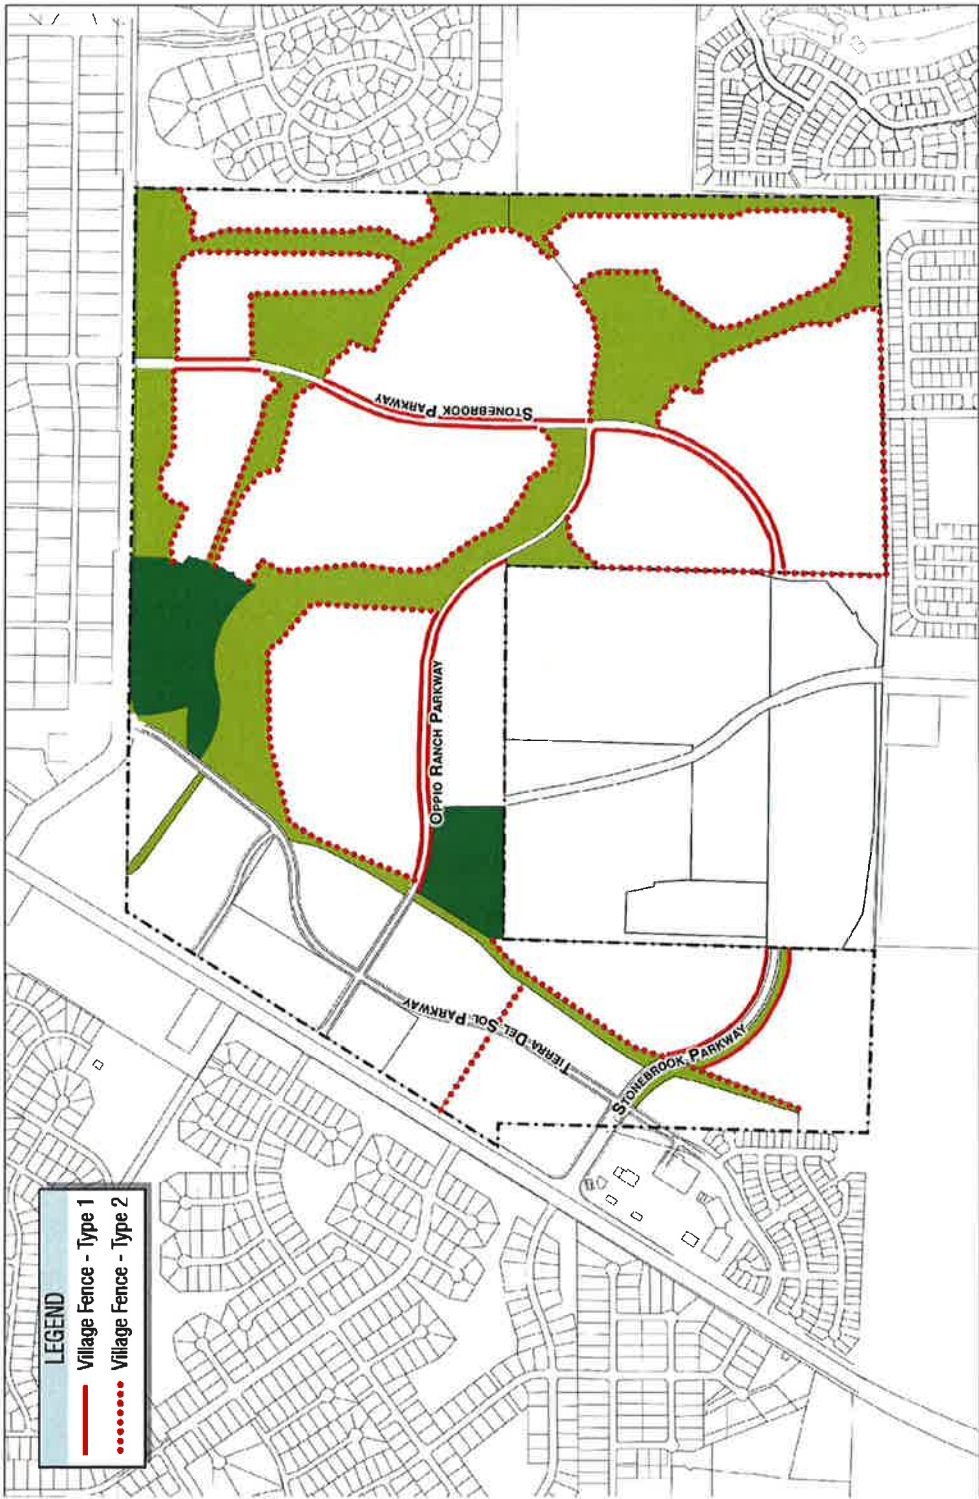 LEGEND
Village Fence - Type 1
Village Fence - Type 2
STONEBROOK PARKWAY
OPPIO RANCH PARKWAY
TIERRA DEL SOL PARKWAY
STONEBROOK PARKWAY